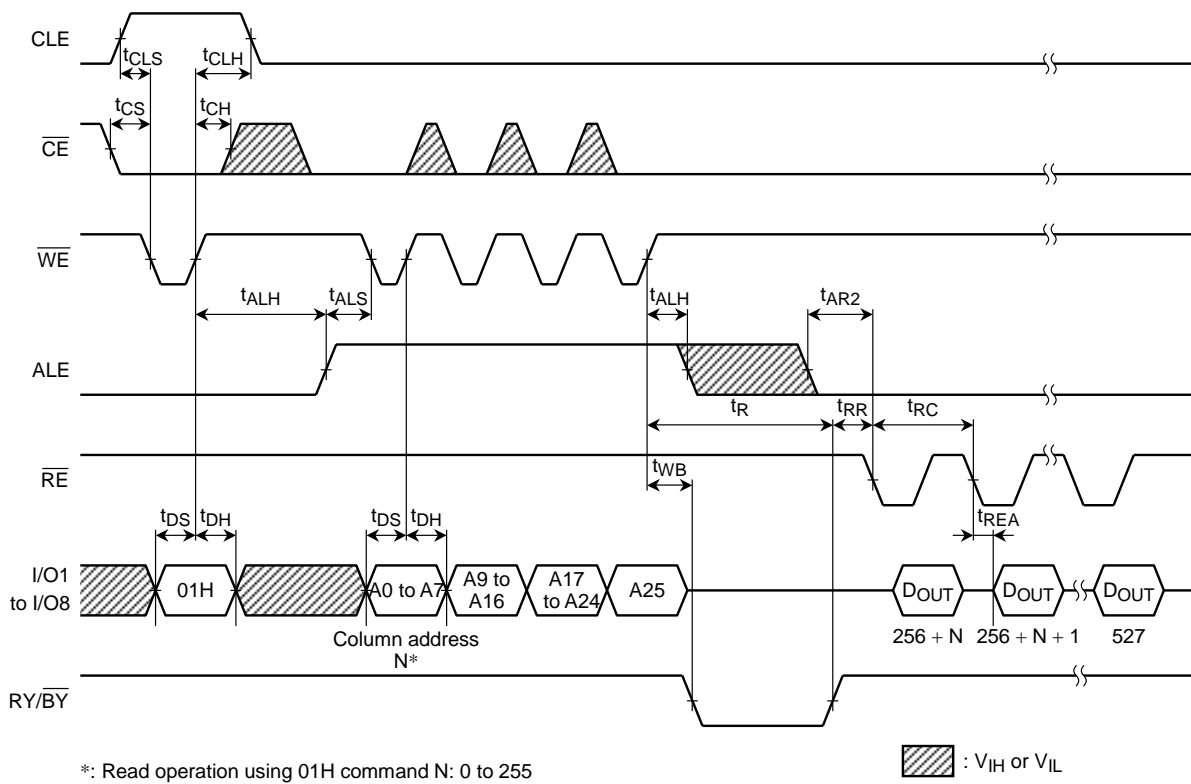 CLE
tCLS
tCLH
tCS
tCH
CE
WE
tALH
tALS
tALH
tAR2
ALE
tR
tRR
tRC
RE
tWB
tDS
tDH
tDS
tDH
tREA
I/O1
to I/O8
01H
A0 to A7
A9 to
A16
A17
to A24
A25
DOUT
DOUT
DOUT
256 + N
256 + N + 1
527
Column address
N*
RY/BY
*: Read operation using 01H command N: 0 to 255
: VIH or VIL